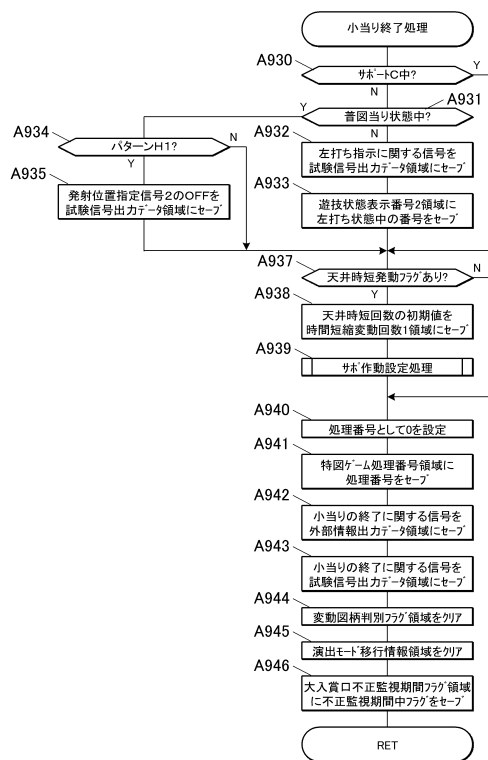 小当り終了処理
A930
サポートC中?
Y
N
A931
普図当り状態中?
Y
N
A934
パターンH1?
N
Y
A932
左打ち指示に関する信号を
試験信号出力データ領域にセーブ
A935
発射位置指定信号2のOFFを
試験信号出力データ領域にセーブ
A933
遊技状態表示番号2領域に
左打ち状態中の番号をセーブ
A937
天井時短発動フラグあり?
N
Y
A938
天井時短回数の初期値を
時間短縮変動回数1領域にセーブ
A939
サポ作動設定処理
A940
処理番号として0を設定
A941
特図ゲーム処理番号領域に
処理番号をセーブ
A942
小当りの終了に関する信号を
外部情報出力データ領域にセーブ
A943
小当りの終了に関する信号を
試験信号出力データ領域にセーブ
A944
変動図柄判別フラグ領域をクリア
A945
演出モード移行情報領域をクリア
A946
大入賞口不正監視期間フラグ領域
に不正監視期間中フラグをセーブ
RET